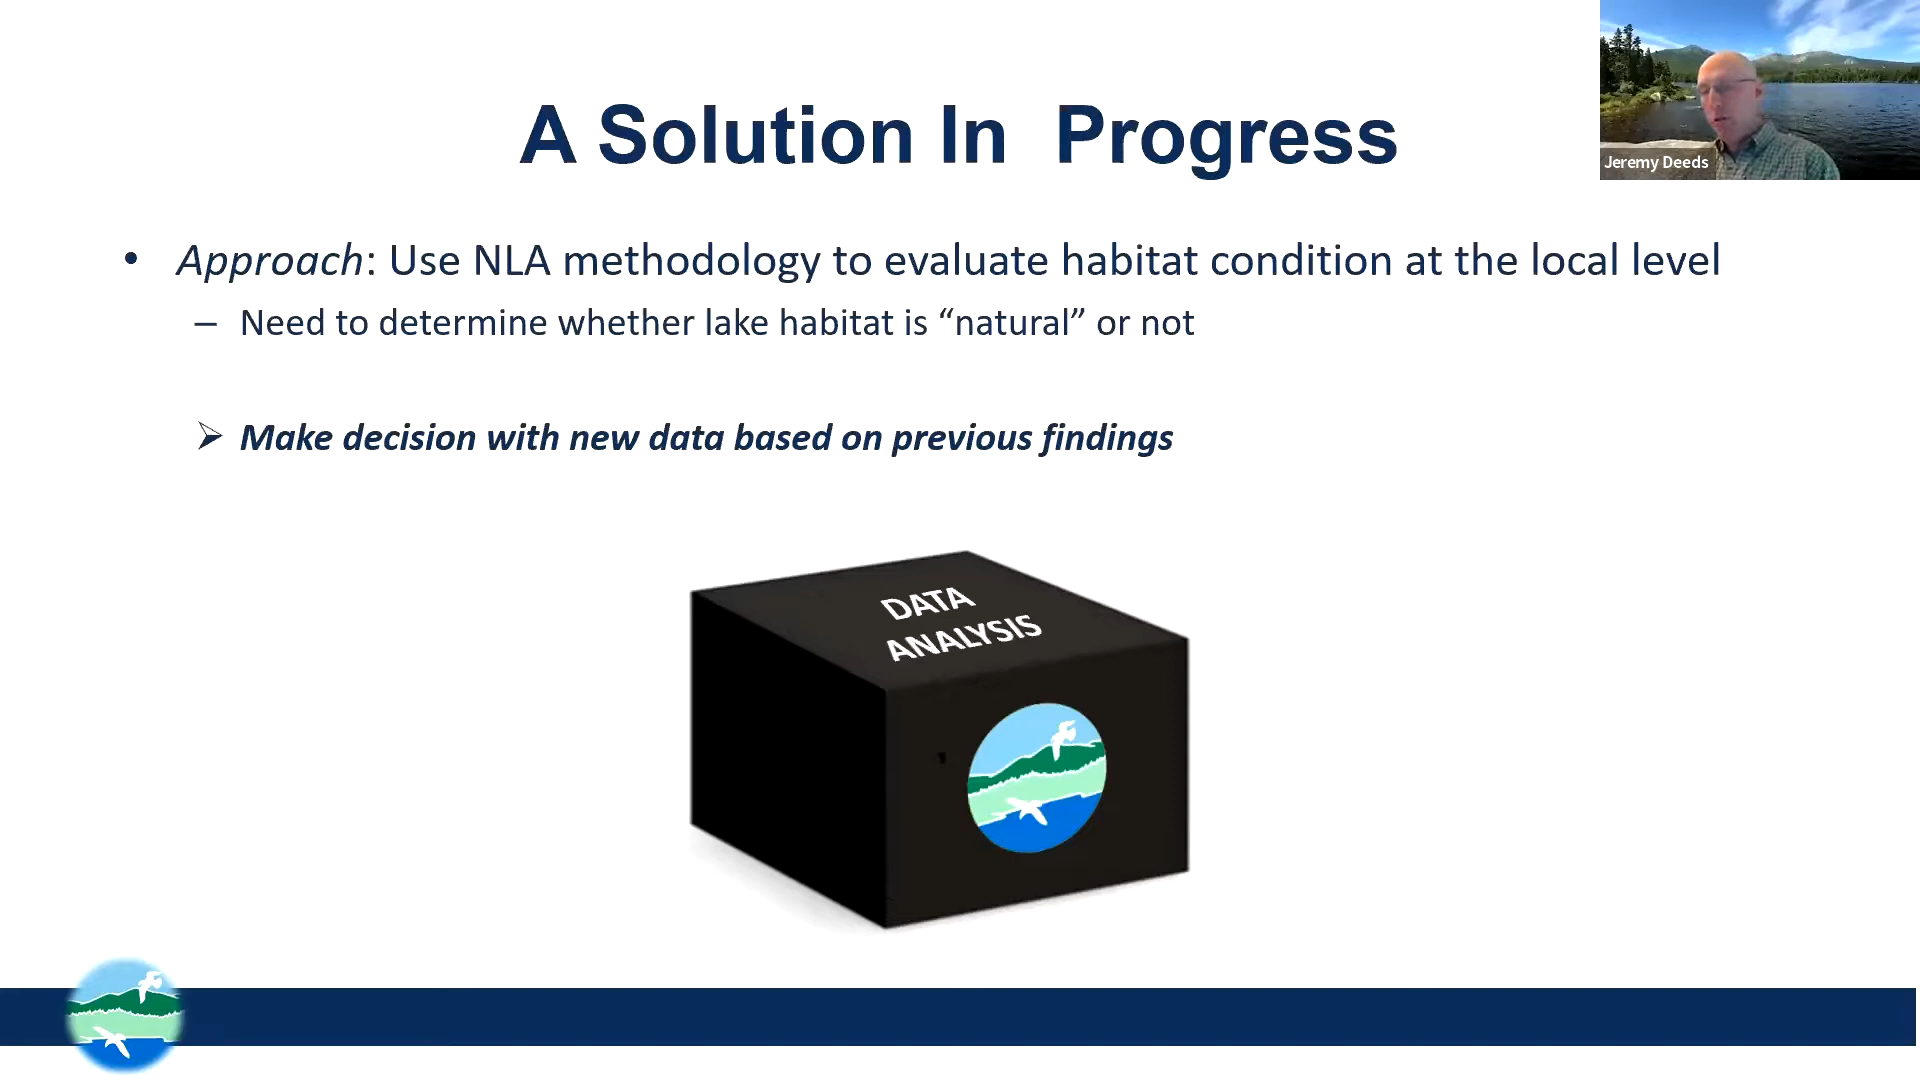 A Solution In  Progress
Jeremy Deeds
• Approach: Use NLA methodology to evaluate habitat condition at the local level
– Need to determine whether lake habitat is “natural” or not
➢ Make decision with new data based on previous findings
DATA
ANALYSIS